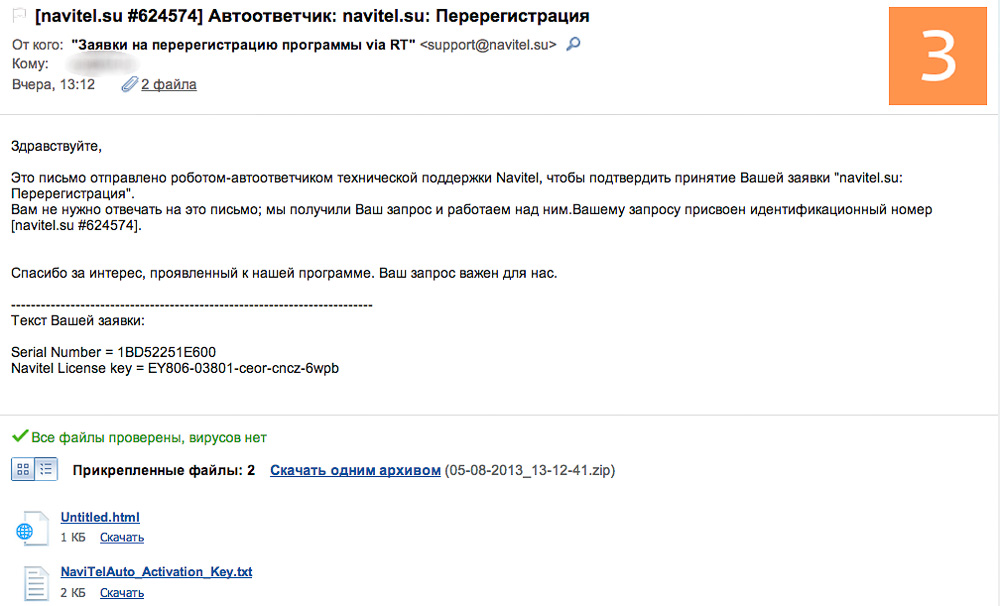 [navitel.su #624574] Автоответчик: navitel.su: Перерегистрация
От кого: "Заявки на перерегистрацию программы via RT" <support@navitel.su>
Кому:
Вчера, 13:12 2 файла
З
Здравствуйте,
Это письмо отправлено роботом-автоответчиком технической поддержки Navitel, чтобы подтвердить принятие Вашей заявки "navitel.su:
Перерегистрация".
Вам не нужно отвечать на это письмо; мы получили Ваш запрос и работаем над ним.Вашему запросу присвоен идентификационный номер
[navitel.su #624574].
Спасибо за интерес, проявленный к нашей программе. Ваш запрос важен для нас.
-------------------------------------------------------------------------
Текст Вашей заявки:
Serial Number = 1BD52251E600
Navitel License key = EY806-03801-ceor-cncz-6wpb
Все файлы проверены, вирусов нет
Прикрепленные файлы: 2 Скачать одним архивом (05-08-2013_13-12-41.zip)
Untitled.html
1 КБ Скачать
NaviTelAuto_Activation_Key.txt
2 КБ Скачать